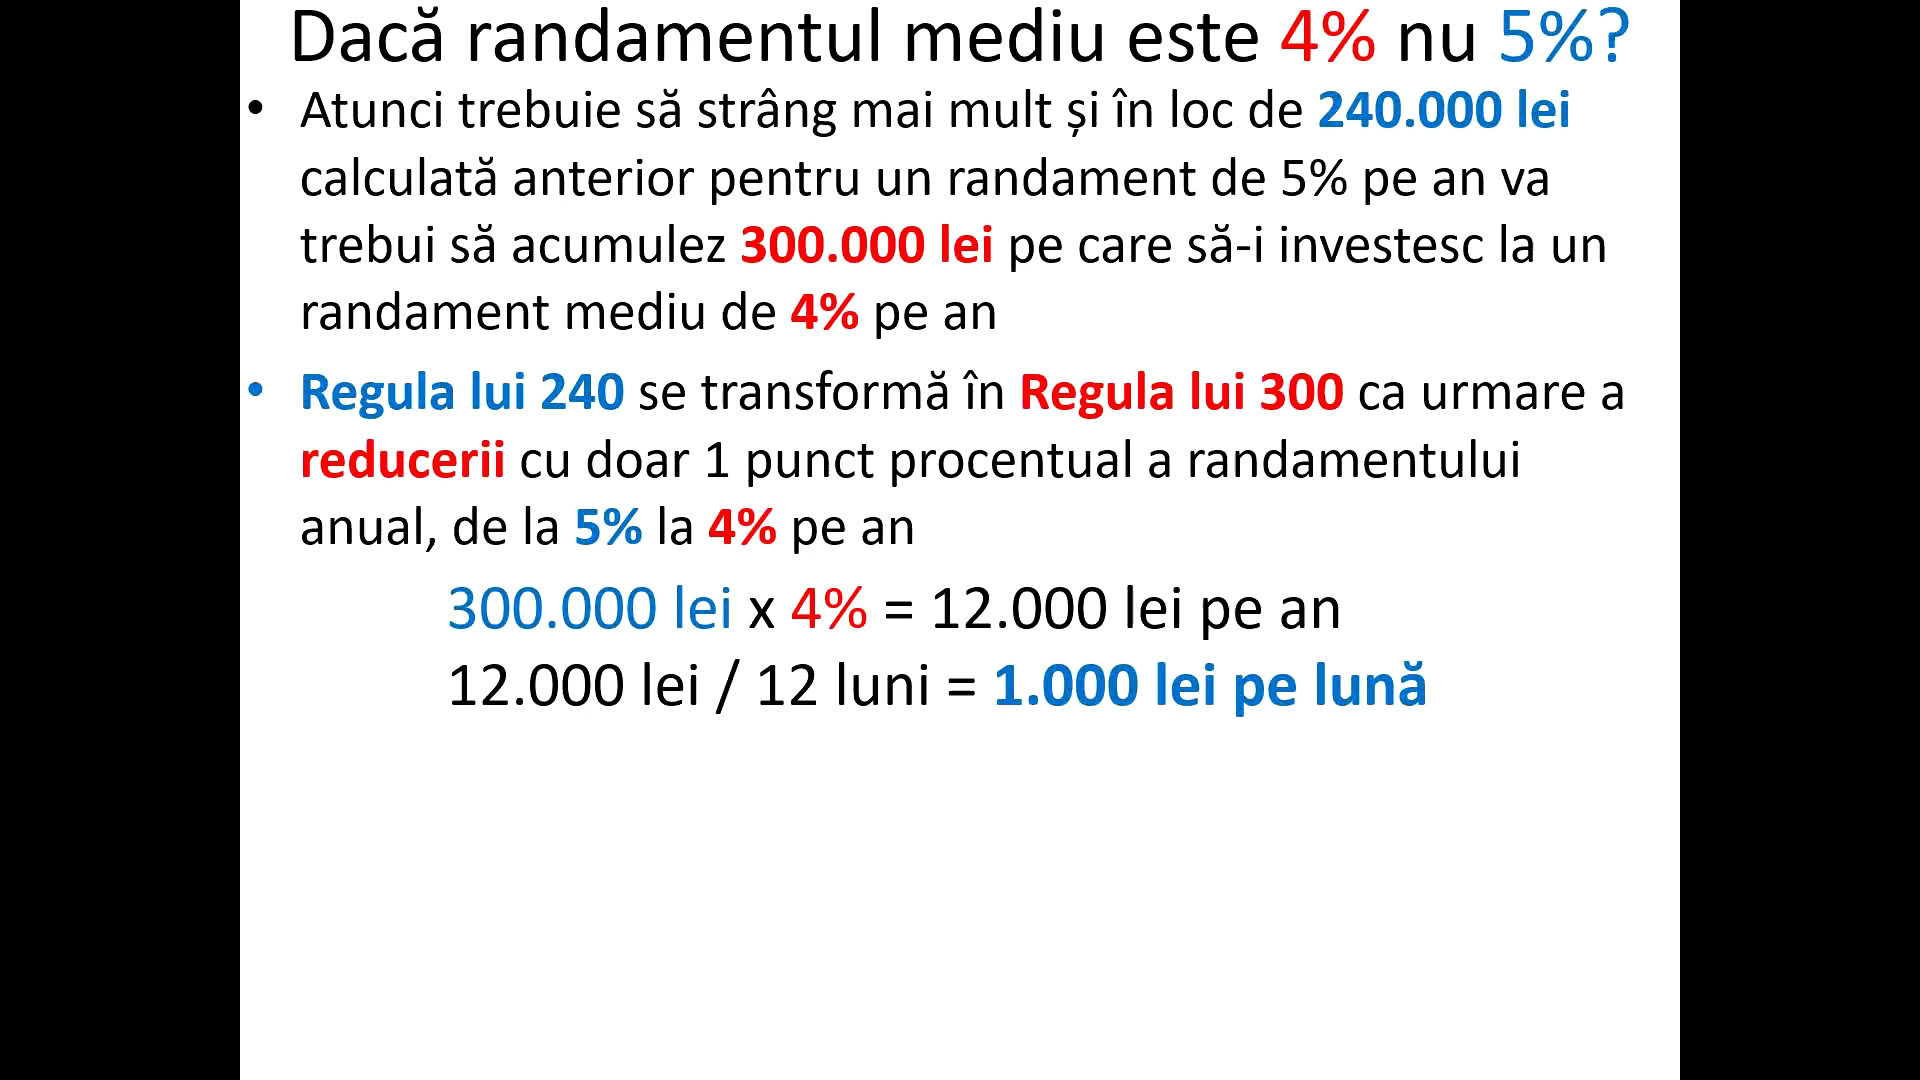 Dacă randamentul mediu este 4% nu 5%?
• Atunci trebuie să strâng mai mult și în loc de 240.000 lei
calculată anterior pentru un randament de 5% pe an va
trebui să acumulez 300.000 lei pe care să-i investesc la un
randament mediu de 4% pe an
• Regula lui 240 se transformă în Regula lui 300 ca urmare a
reducerii cu doar 1 punct procentual a randamentului
anual, de la 5% la 4% pe an
300.000 lei x 4% = 12.000 lei pe an
12.000 lei / 12 luni = 1.000 lei pe lună